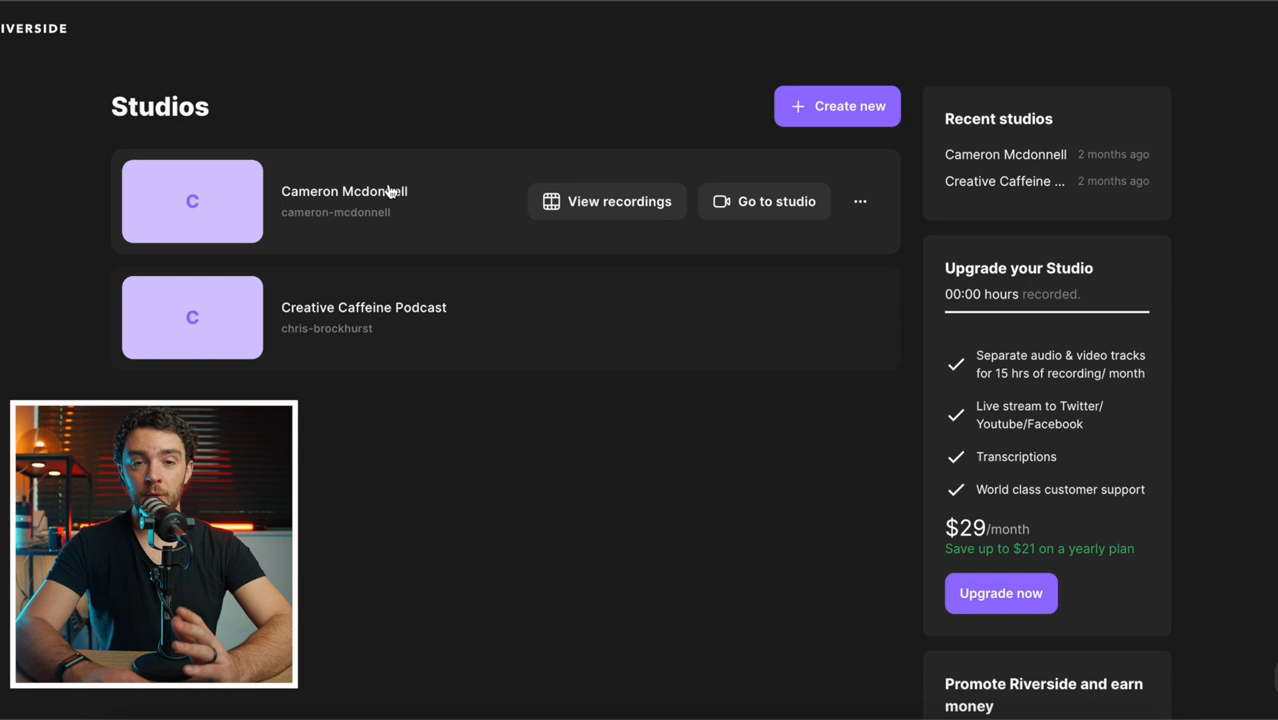 IVERSIDE
Studios
Create new
C
Cameron Mcdonnell
cameron-mcdonnell
View recordings
Go to studio
C
Creative Caffeine Podcast
chris-brockhurst
Recent studios
Cameron Mcdonnell 2 months ago
Creative Caffeine ... 2 months ago
Upgrade your Studio
00:00 hours recorded.
Separate audio & video tracks
for 15 hrs of recording/ month
Live stream to Twitter/
Youtube/Facebook
Transcriptions
World class customer support
$29/month
Save up to $21 on a yearly plan
Upgrade now
Promote Riverside and earn
money